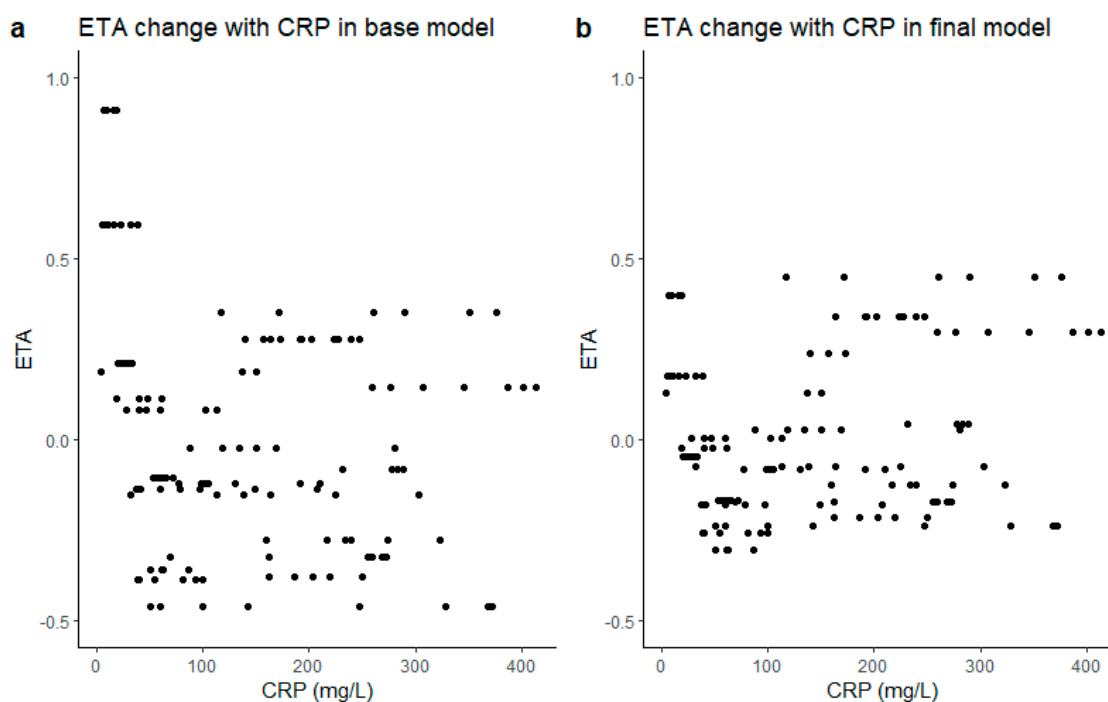 a ETA change with CRP in base model
1.0
0.5
0.0
-0.5
ETA
0 100 200 300 400
CRP (mg/L)
b ETA change with CRP in final model
1.0
0.5
0.0
-0.5
ETA
0 100 200 300 400
CRP (mg/L)